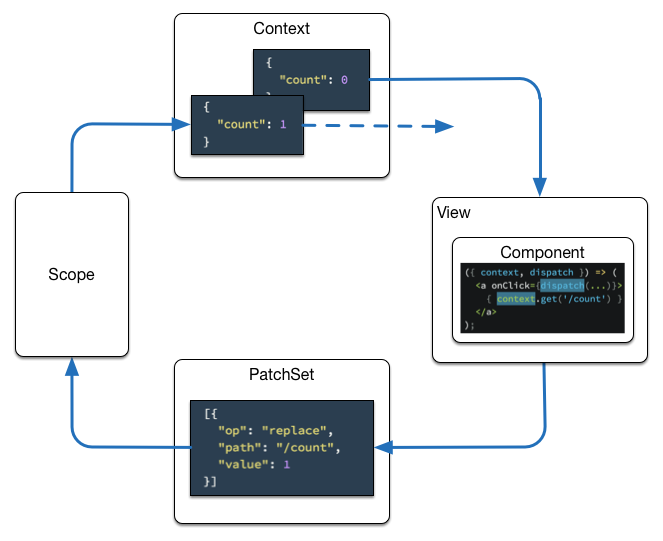 Context
{
"count": 0
}
{
"count": 1
}
View
Component
({ context, dispatch }) => (
<a onClick={dispatch(...)}>
{ context.get('/count') }
</a>
);
Scope
PatchSet
[{
"op": "replace",
"path": "/count",
"value": 1
}]